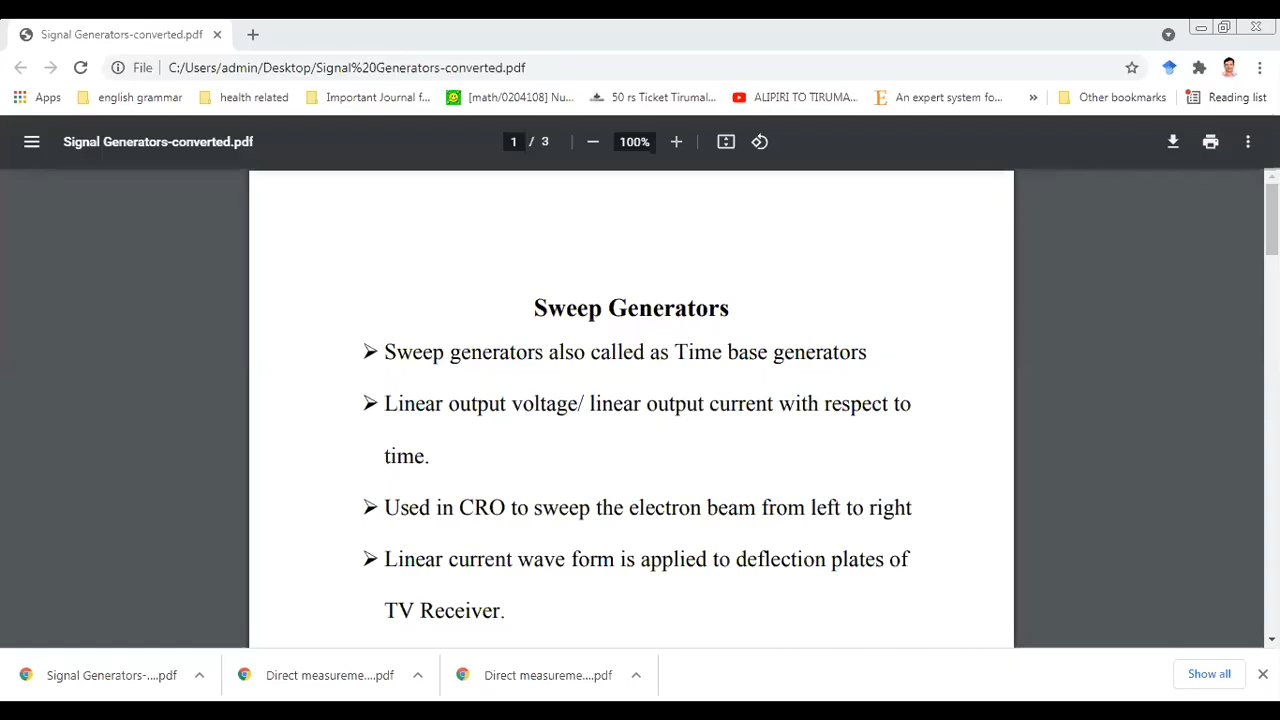 Signal Generators-converted.pdf
File | C:/Users/admin/Desktop/Signal%20Generators-converted.pdf
Apps english grammar health related Important Journal f... [math/0204108] Nu... 50 rs Ticket Tirumal... ALIPIRI TO TIRUMA... An expert system fo... » Other bookmarks Reading list
Signal Generators-converted.pdf 1 / 3 100%
Sweep Generators
➢ Sweep generators also called as Time base generators
➢ Linear output voltage/ linear output current with respect to
time.
➢ Used in CRO to sweep the electron beam from left to right
➢ Linear current wave form is applied to deflection plates of
TV Receiver.
Signal Generators-....pdf Direct measureme....pdf Direct measureme....pdf Show all